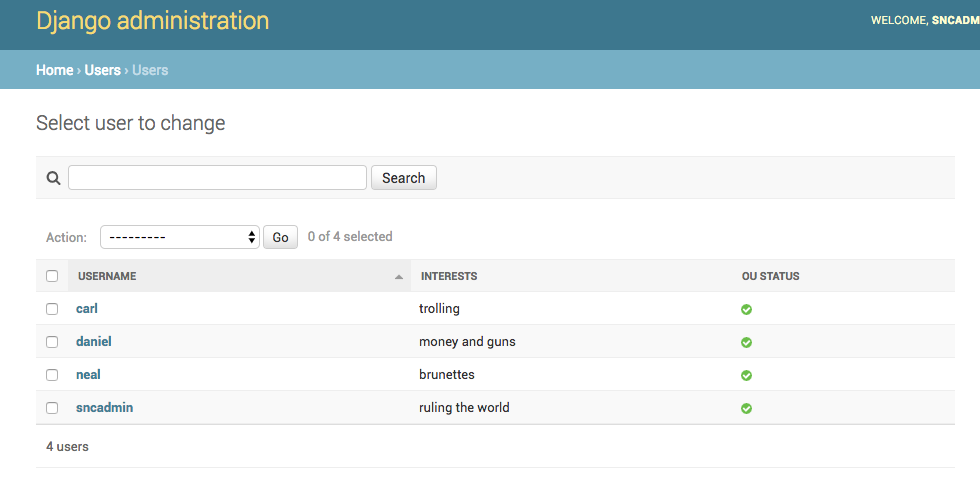 Django administration
WELCOME, SNCADM
Home › Users › Users
Select user to change
Search
Action: --------- Go 0 of 4 selected
USERNAME INTERESTS OU STATUS
carl trolling
daniel money and guns
neal brunettes
sncadmin ruling the world
4 users